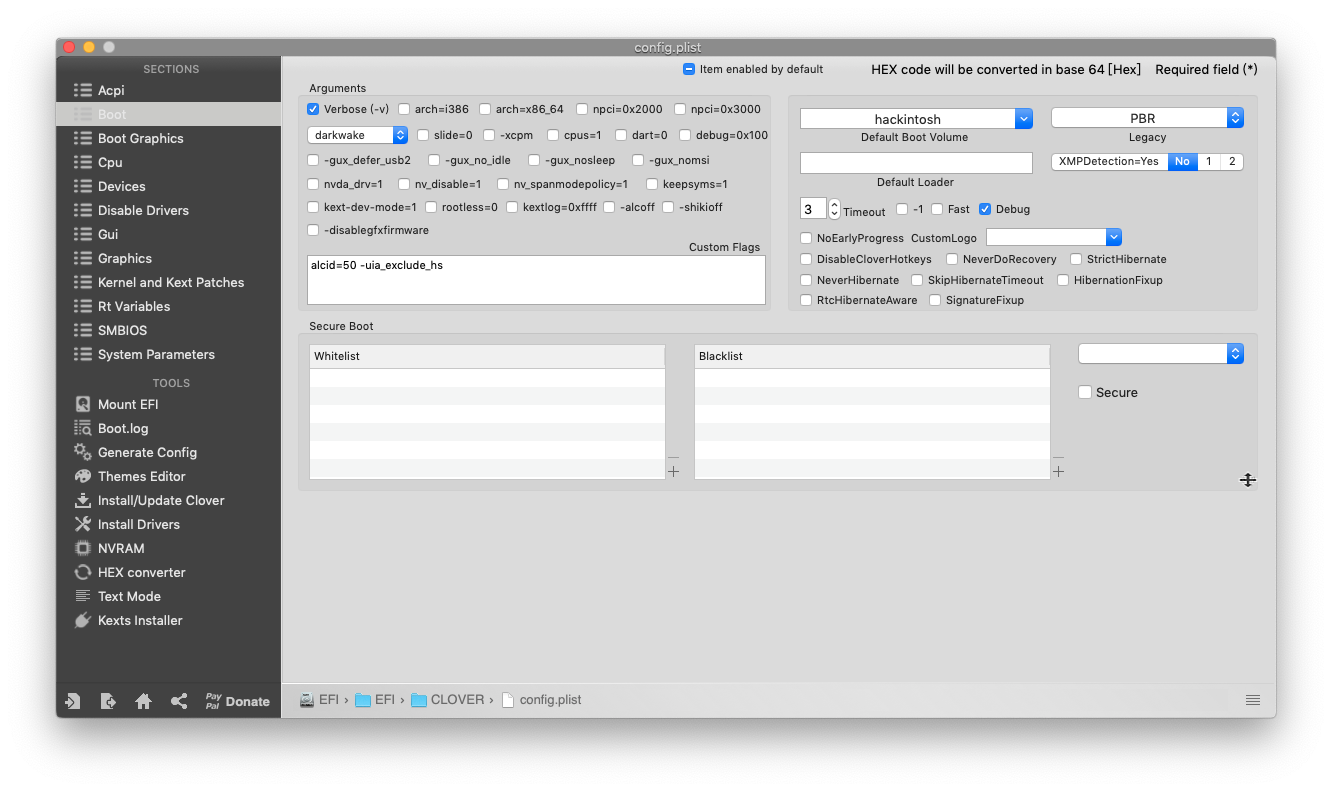 config.plist
SECTIONS
Acpi
Boot
Boot Graphics
Cpu
Devices
Disable Drivers
Gui
Graphics
Kernel and Kext Patches
Rt Variables
SMBIOS
System Parameters
TOOLS
Mount EFI
Boot.log
Generate Config
Themes Editor
Install/Update Clover
Install Drivers
NVRAM
HEX converter
Text Mode
Kexts Installer
Pay
Pal
Donate
Item enabled by default HEX code will be converted in base 64 [Hex] Required field (*)
Arguments
Verbose (-v) arch=i386 arch=x86_64 npci=0x2000 npci=0x3000
darkwake slide=0 -xcpm cpus=1 dart=0 debug=0x100
-gux_defer_usb2 -gux_no_idle -gux_nosleep -gux_nomsi
nvda_drv=1 nv_disable=1 nv_spanmodepolicy=1 keepsyms=1
kext-dev-mode=1 rootless=0 kextlog=0xffff -alcoff -shikioff
-disablegfxfirmware
Custom Flags
alcid=50 -uia_exclude_hs
hackintosh PBR
Default Boot Volume Legacy
XMPDetection=Yes No 1 2
Default Loader
3 Timeout -1 Fast Debug
NoEarlyProgress CustomLogo
DisableCloverHotkeys NeverDoRecovery StrictHibernate
NeverHibernate SkipHibernateTimeout HibernationFixup
RtcHibernateAware SignatureFixup
Secure Boot
Whitelist Blacklist
Secure
EFI › EFI › CLOVER › config.plist